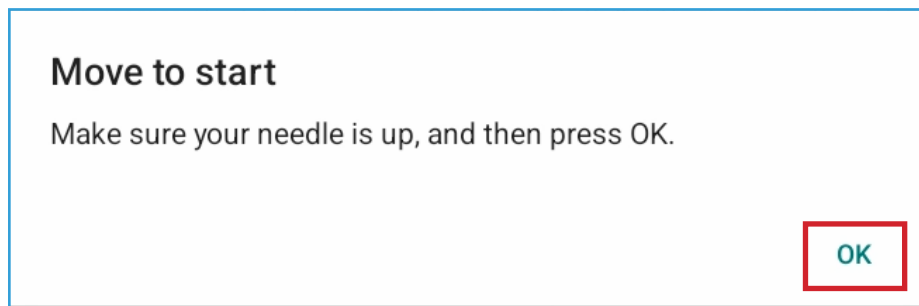 Move to start
Make sure your needle is up, and then press OK.
OK